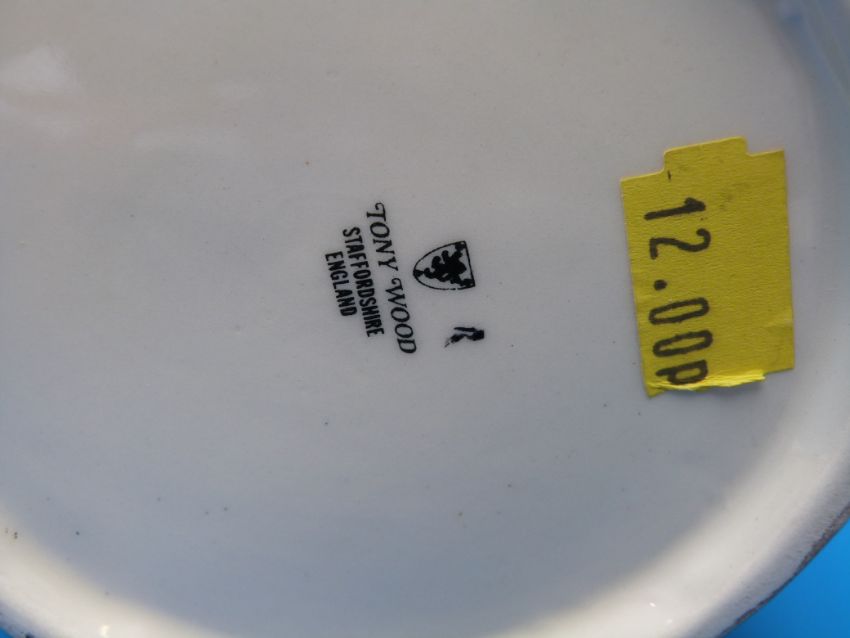 TONY WOOD
STAFFORDSHIRE
ENGLAND
12.00P